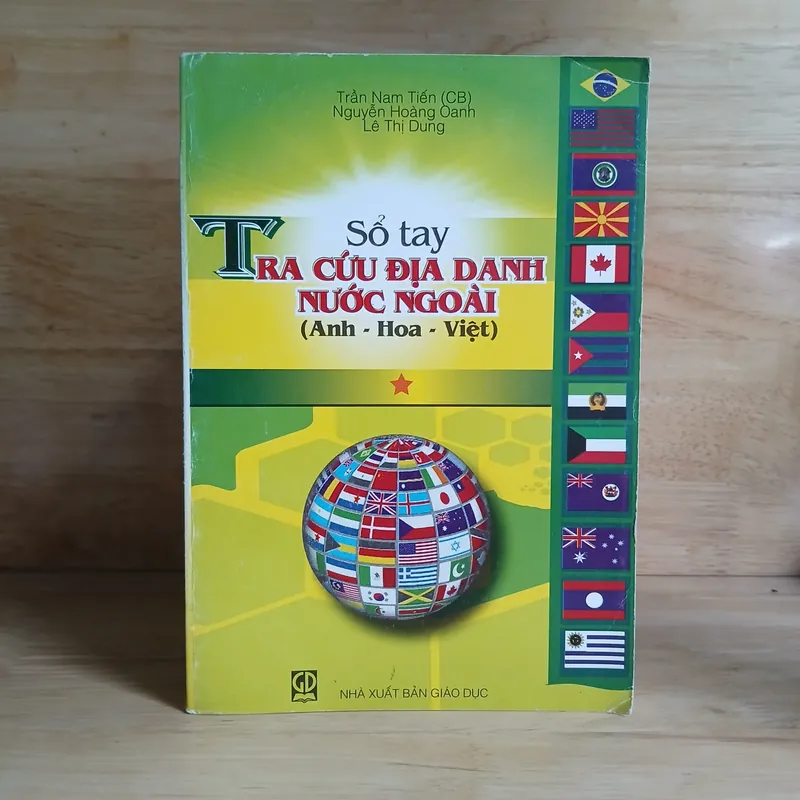 Trần Nam Tiến (CB)
Nguyễn Hoàng Oanh
Lê Thị Dung
Sổ tay
TRA CỨU ĐỊA DANH
NƯỚC NGOÀI
(Anh - Hoa - Việt)
GD
NHÀ XUẤT BẢN GIÁO DỤC